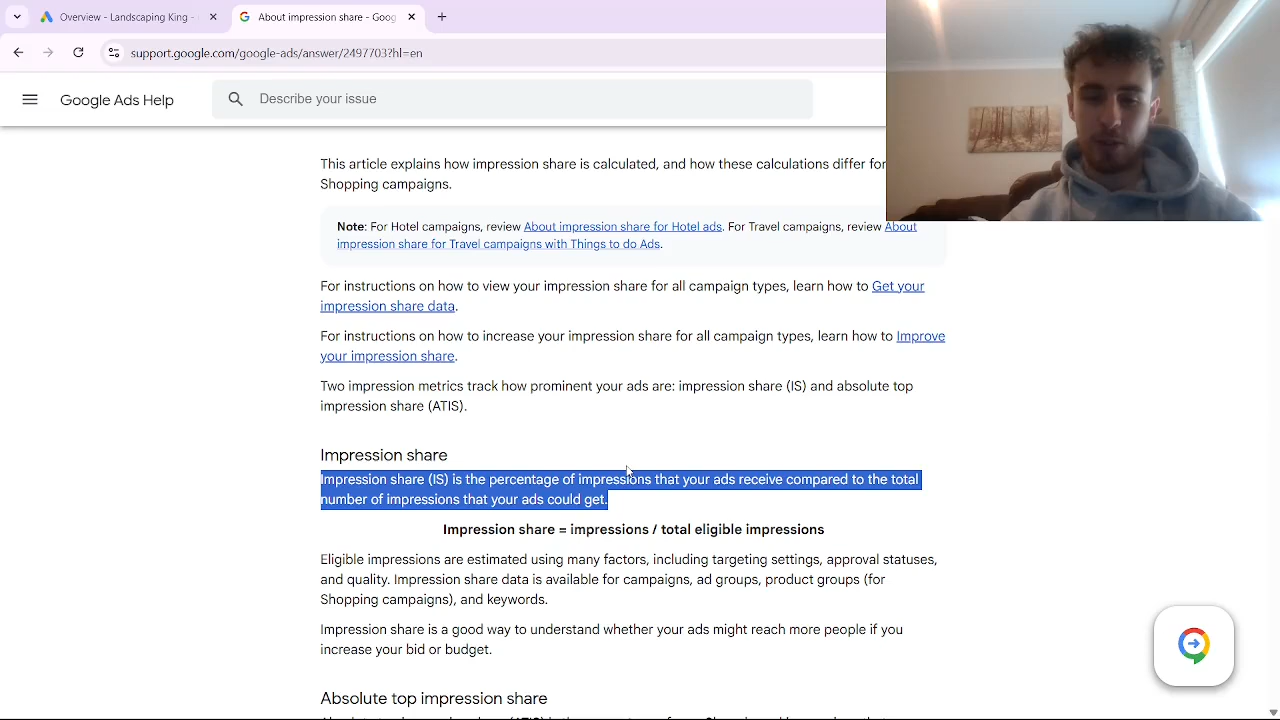 Overview - Landscaping King -
About impression share - Goog
support.google.com/google-ads/answer/2497703?hl=en
Google Ads Help
Describe your issue
This article explains how impression share is calculated, and how these calculations differ for
Shopping campaigns.
Note: For Hotel campaigns, review About impression share for Hotel ads. For Travel campaigns, review About
impression share for Travel campaigns with Things to do Ads.
For instructions on how to view your impression share for all campaign types, learn how to Get your
impression share data.
For instructions on how to increase your impression share for all campaign types, learn how to Improve
your impression share.
Two impression metrics track how prominent your ads are: impression share (IS) and absolute top
impression share (ATIS).
Impression share
Impression share (IS) is the percentage of impressions that your ads receive compared to the total
number of impressions that your ads could get.
Impression share = impressions / total eligible impressions
Eligible impressions are estimated using many factors, including targeting settings, approval statuses,
and quality. Impression share data is available for campaigns, ad groups, product groups (for
Shopping campaigns), and keywords.
Impression share is a good way to understand whether your ads might reach more people if you
increase your bid or budget.
Absolute top impression share